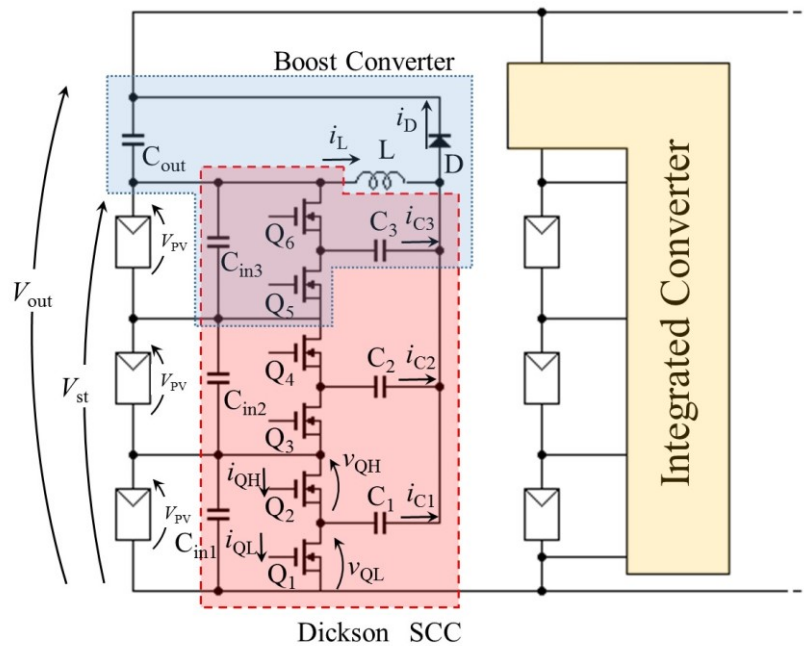 Boost Converter
i_D
i_L
L
D
C_out
Q_6
C_3
i_C3
V_PV
C_in3
Q_5
V_out
Q_4
C_2
i_C2
V_st
V_PV
C_in2
Q_3
i_QH
v_QH
Q_2
C_1
i_C1
V_PV
C_in1
i_QL
Q_1
v_QL
Dickson SCC
Integrated Converter